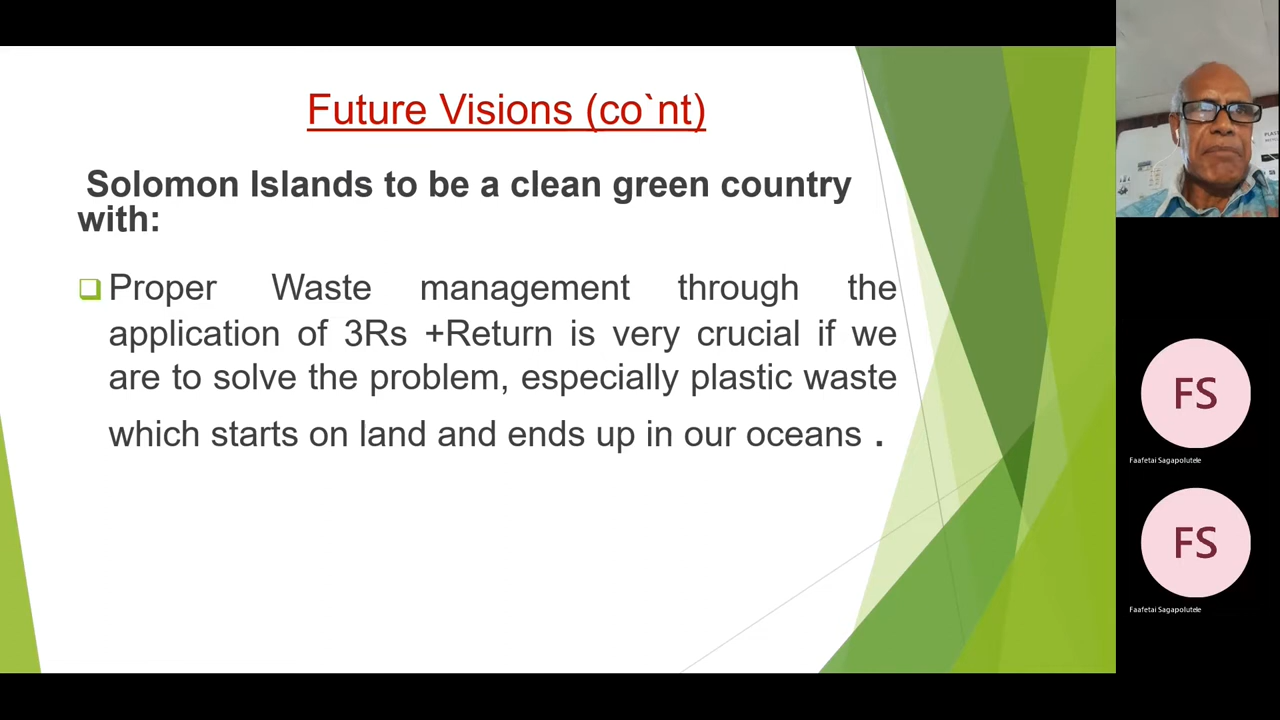 Future Visions (co`nt)
Solomon Islands to be a clean green country
with:
Proper Waste management through the
application of 3Rs +Return is very crucial if we
are to solve the problem, especially plastic waste
which starts on land and ends up in our oceans .
FS
Faafetai Sagapolutele
FS
Faafetai Sagapolutele